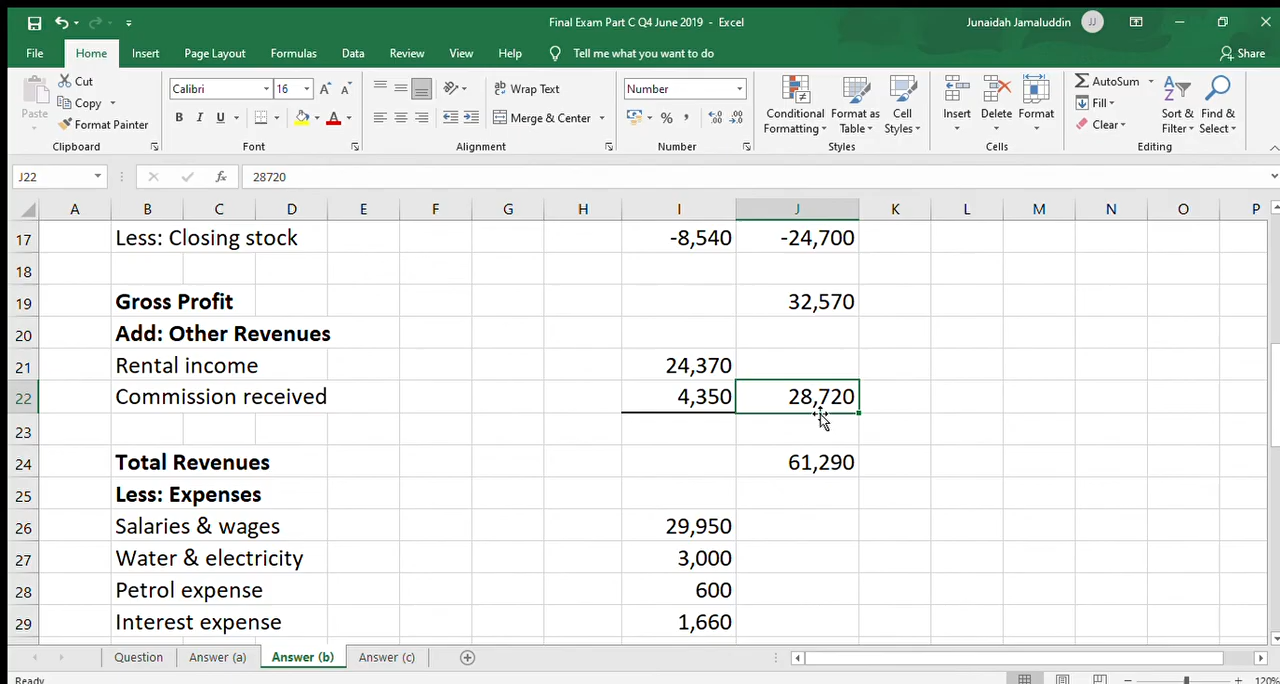 Final Exam Part C Q4 June 2019 - Excel
Junaidah Jamaluddin
JJ
File Home Insert Page Layout Formulas Data Review View Help Tell me what you want to do Share
Paste
Cut
Copy
Format Painter
Clipboard
Calibri 16
B I U A
Font
Wrap Text
Merge & Center
Alignment
Number
% ,
Number
Conditional Formatting
Format as Table
Cell Styles
Styles
Insert Delete Format
Cells
AutoSum
Fill
Clear
Sort & Filter
Find & Select
Editing
J22 fx 28720
A B C D E F G H I J K L M N O P
17 Less: Closing stock -8,540 -24,700
18
19 Gross Profit 32,570
20 Add: Other Revenues
21 Rental income 24,370
22 Commission received 4,350 28,720
23
24 Total Revenues 61,290
25 Less: Expenses
26 Salaries & wages 29,950
27 Water & electricity 3,000
28 Petrol expense 600
29 Interest expense 1,660
Question Answer (a) Answer (b) Answer (c)
Ready 120%